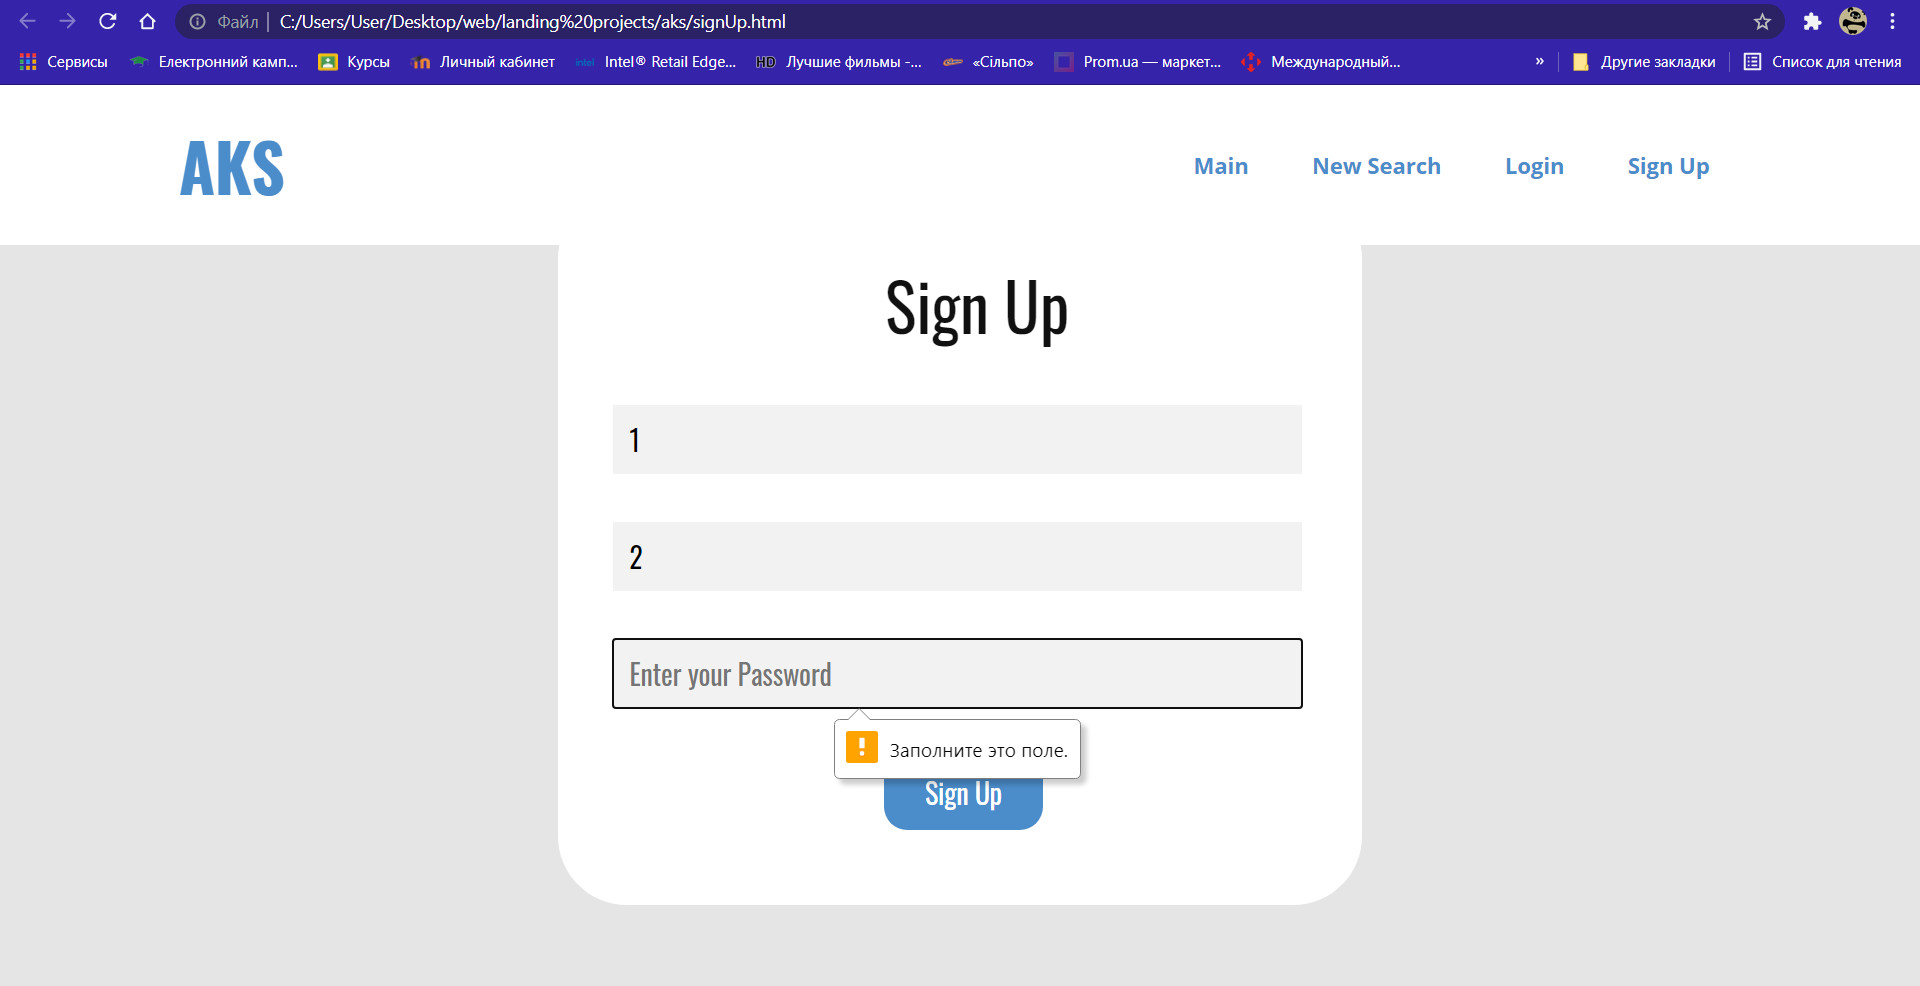 Файл | C:/Users/User/Desktop/web/landing%20projects/aks/signUp.html
Сервисы Електронний камп... Курсы Личный кабинет intel Intel® Retail Edge... HD Лучшие фильмы -... «Сільпо» Prom.ua — маркет... Международный... » Другие закладки Список для чтения
AKS Main New Search Login Sign Up
Sign Up
1
2
Enter your Password
! Заполните это поле.
Sign Up